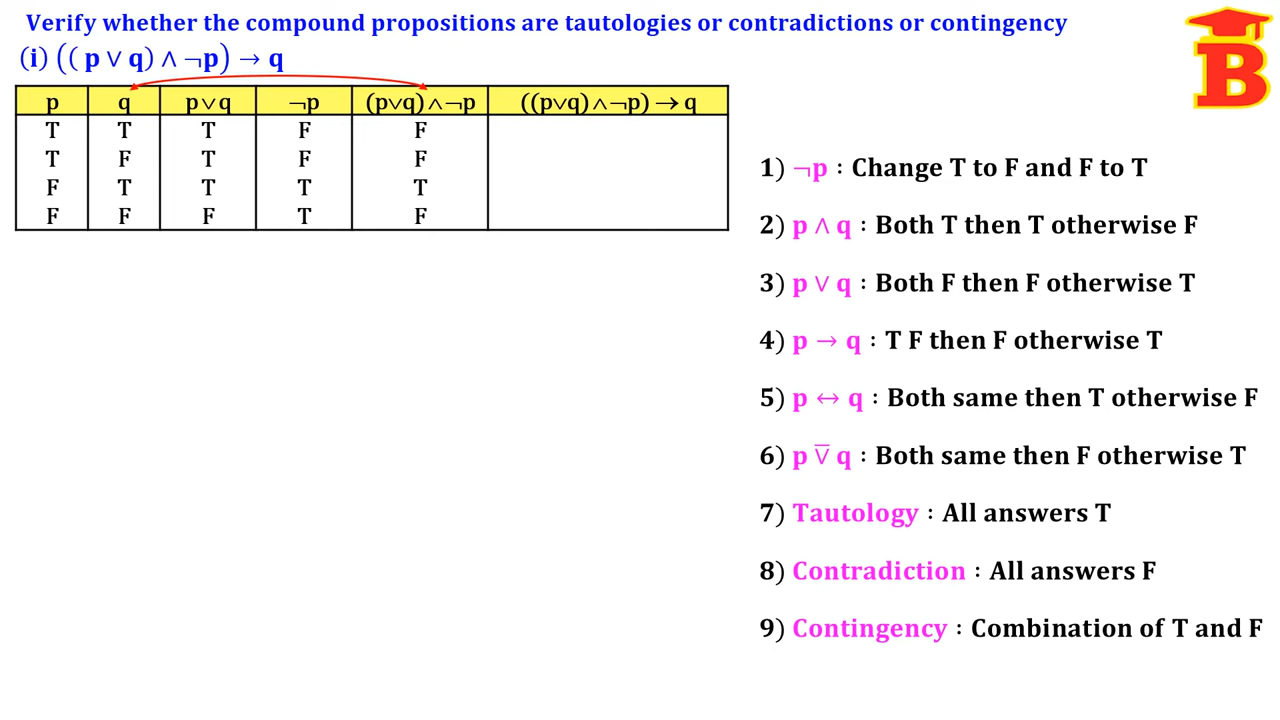 Verify whether the compound propositions are tautologies or contradictions or contingency
(i) (( p ∨ q) ∧ ¬p) → q
p q p ∨ q ¬p (p∨q) ∧ ¬p ((p∨q) ∧ ¬p) → q
T T T F F
T F T F F
F T T T T
F F F T F
B
1) ¬p : Change T to F and F to T
2) p ∧ q : Both T then T otherwise F
3) p ∨ q : Both F then F otherwise T
4) p → q : T F then F otherwise T
5) p ↔ q : Both same then T otherwise F
6) p ⊽ q : Both same then F otherwise T
7) Tautology : All answers T
8) Contradiction : All answers F
9) Contingency : Combination of T and F